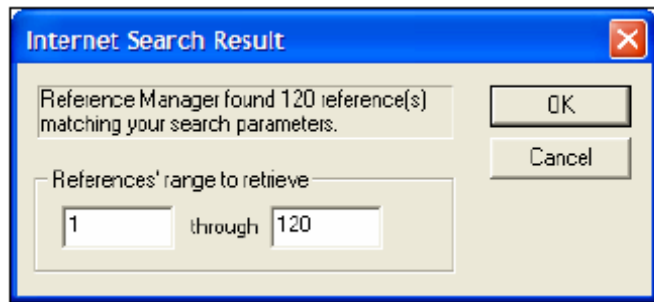 Internet Search Result
Reference Manager found 120 reference(s)
matching your search parameters.
OK
Cancel
References' range to retrieve
1 through 120